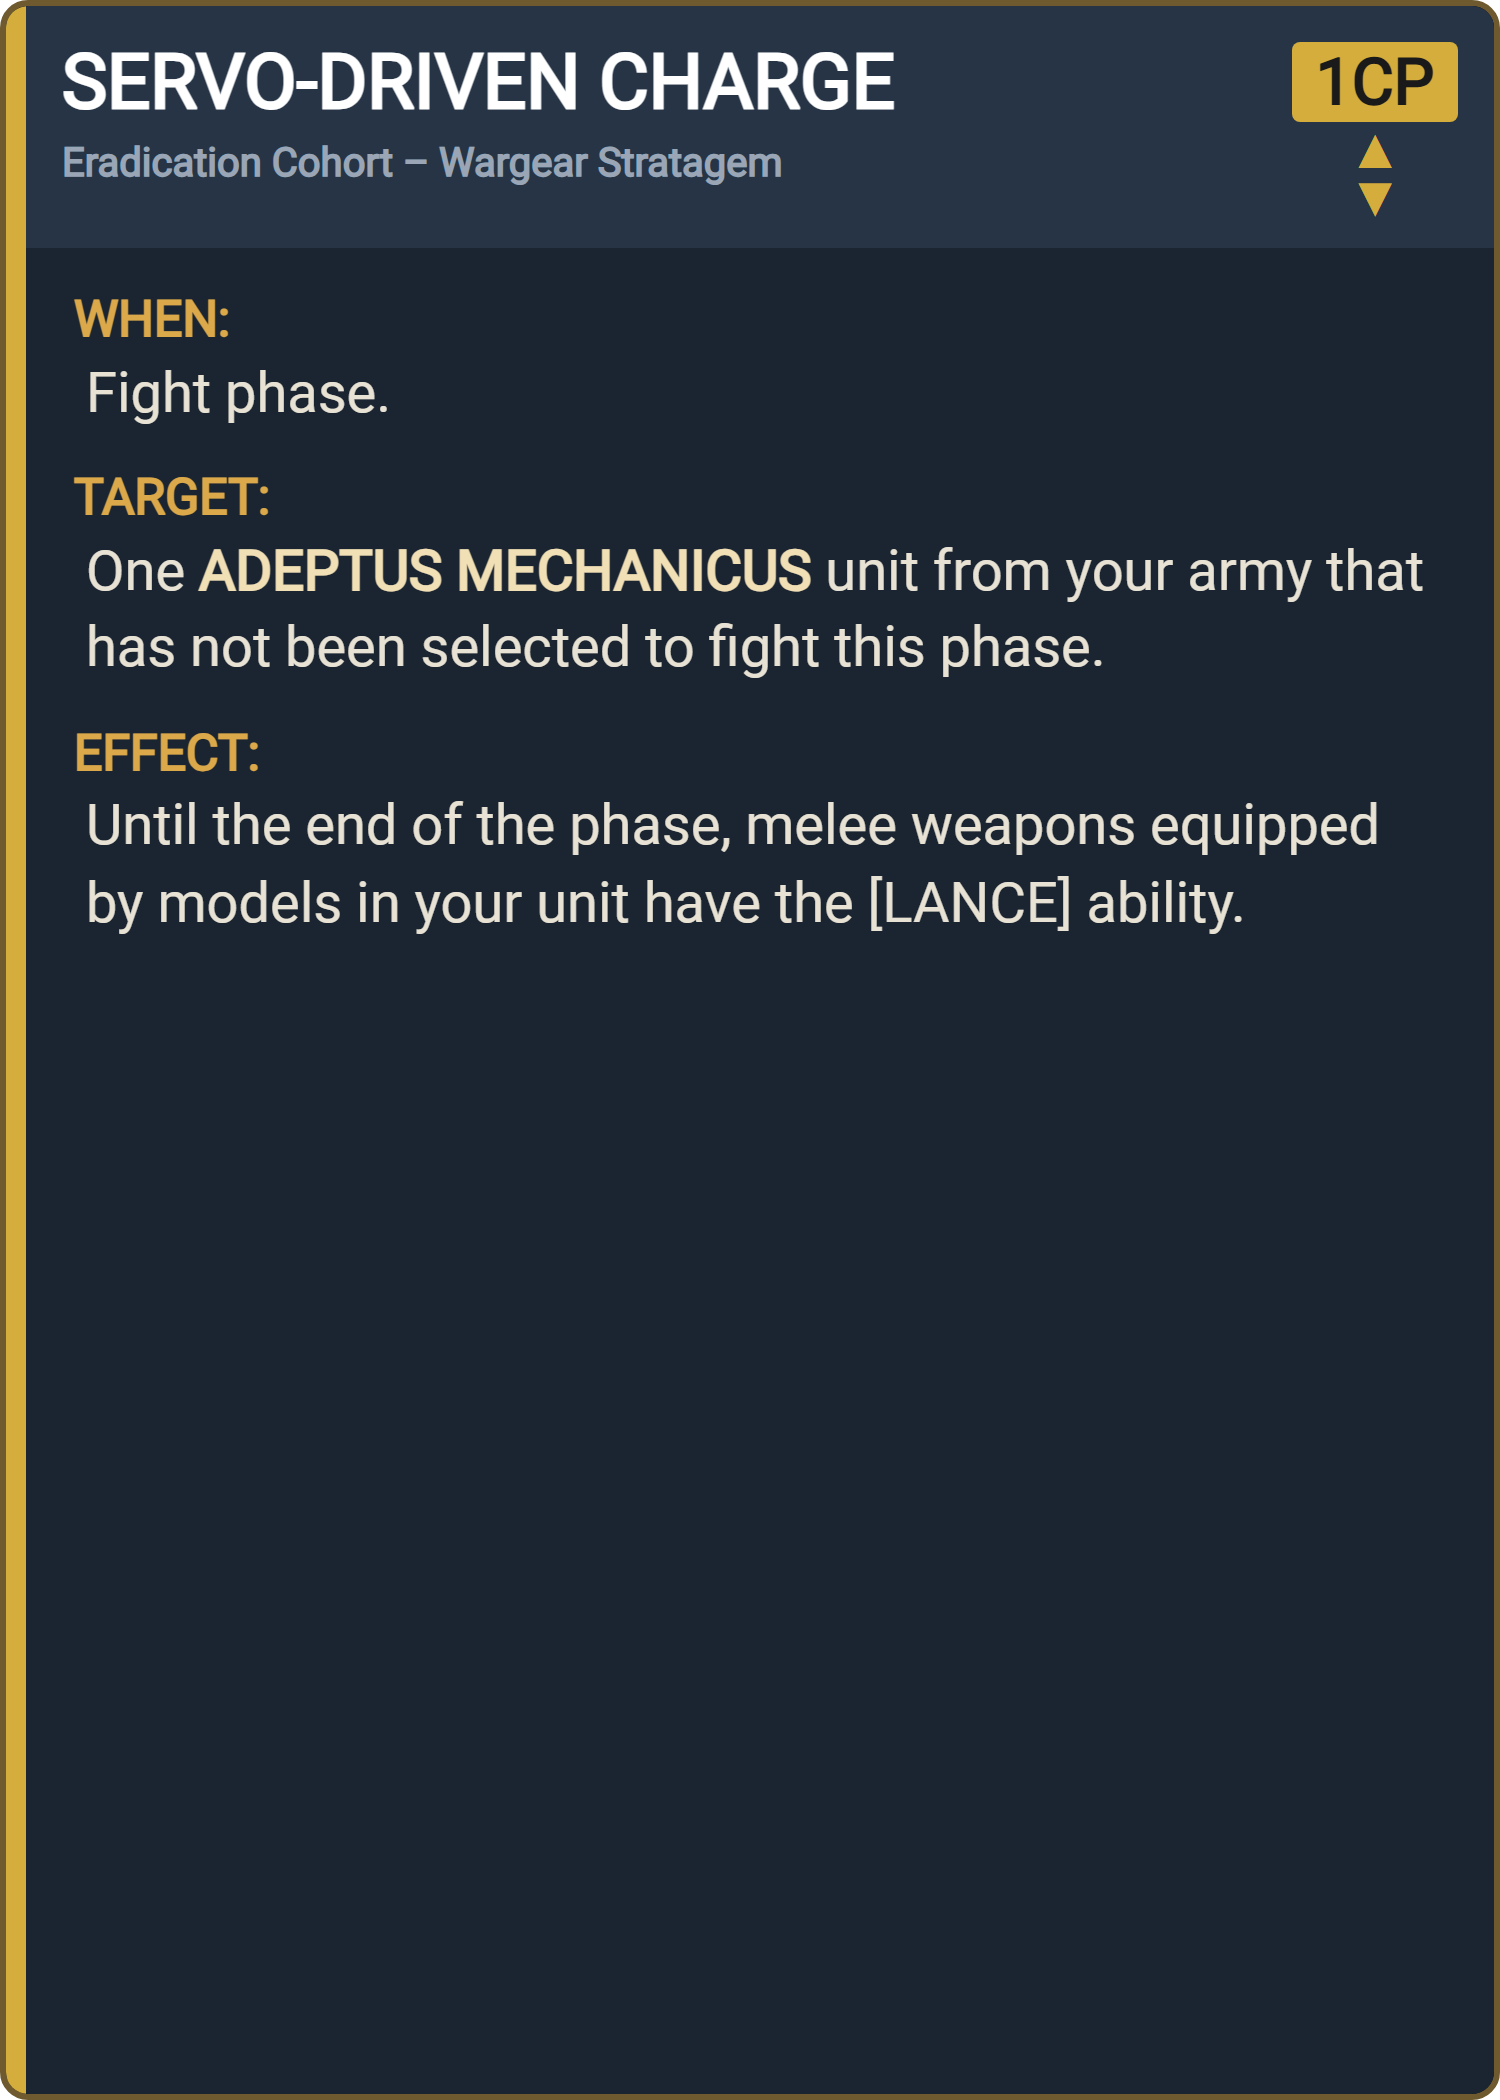 SERVO-DRIVEN CHARGE
1CP
Eradication Cohort – Wargear Stratagem
▲
▼
WHEN:
Fight phase.
TARGET:
One ADEPTUS MECHANICUS unit from your army that
has not been selected to fight this phase.
EFFECT:
Until the end of the phase, melee weapons equipped
by models in your unit have the [LANCE] ability.